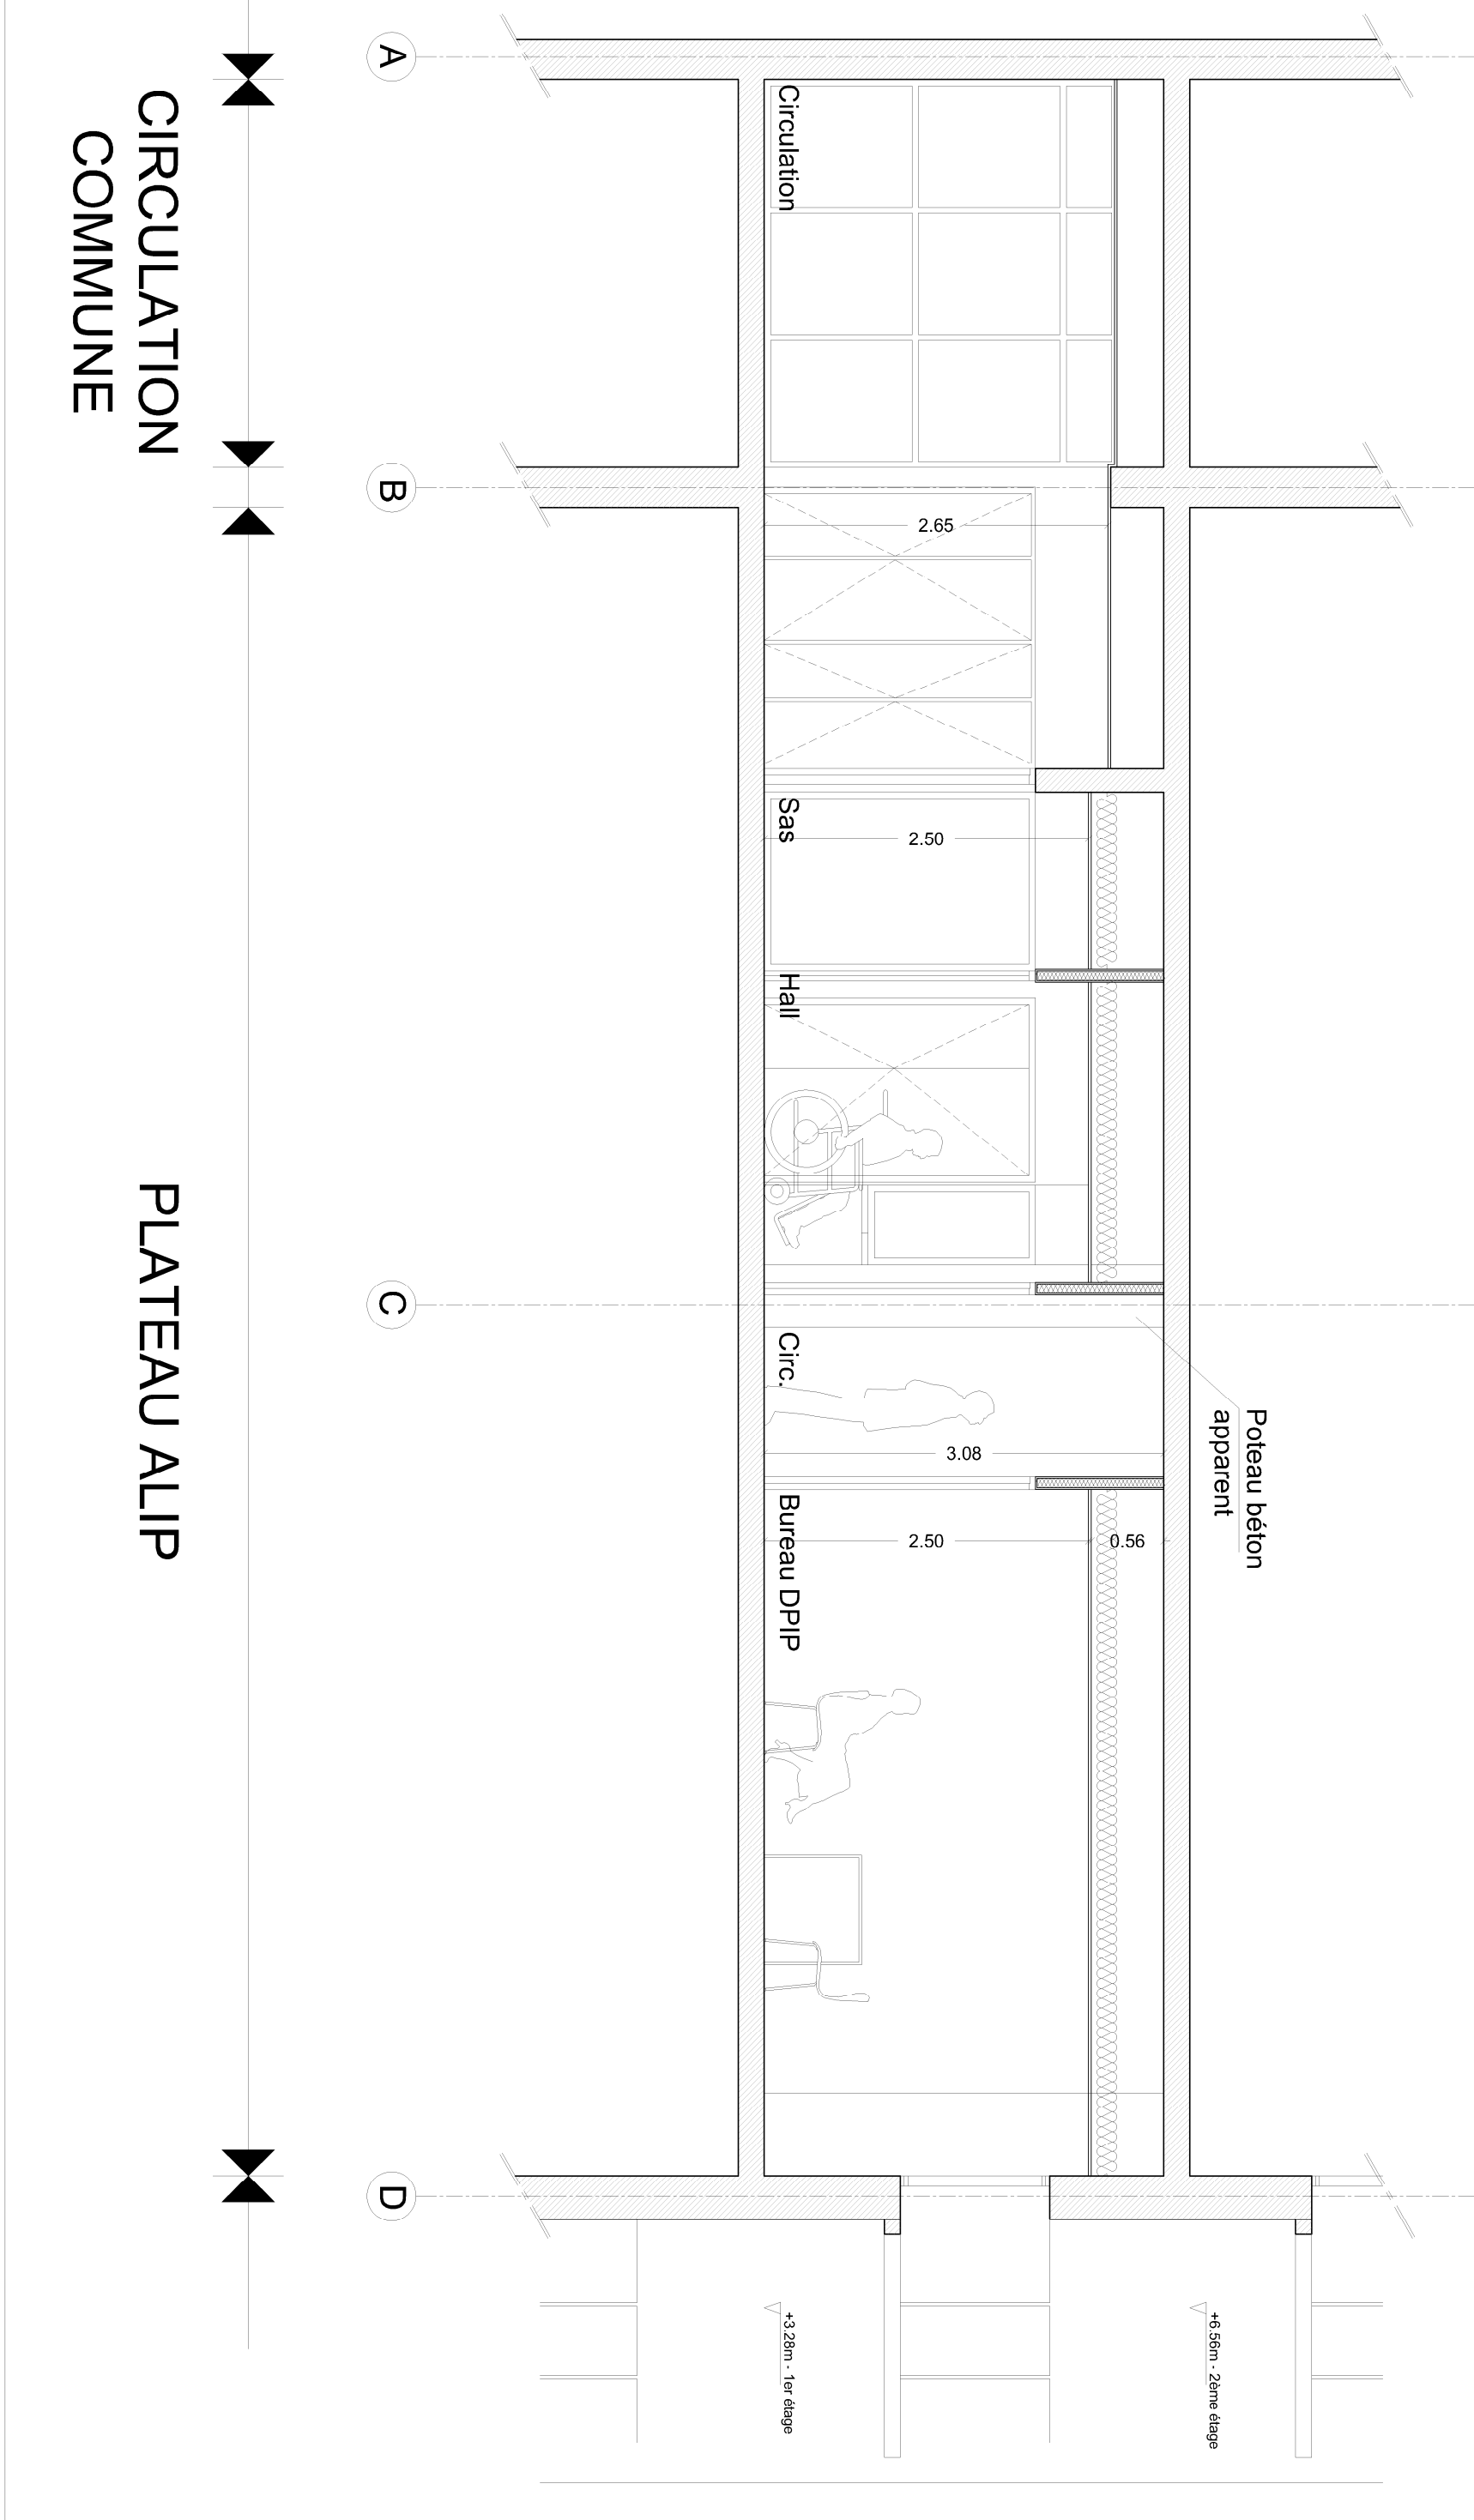 Poteau béton
apparent
+6.56m - 2ème étage
Circulation
2.65
Sas
2.50
Hall
Circ.
3.08
Bureau DPIP
2.50
0.56
+3.28m - 1er étage
A
B
C
D
CIRCULATION
COMMUNE
PLATEAU ALIP